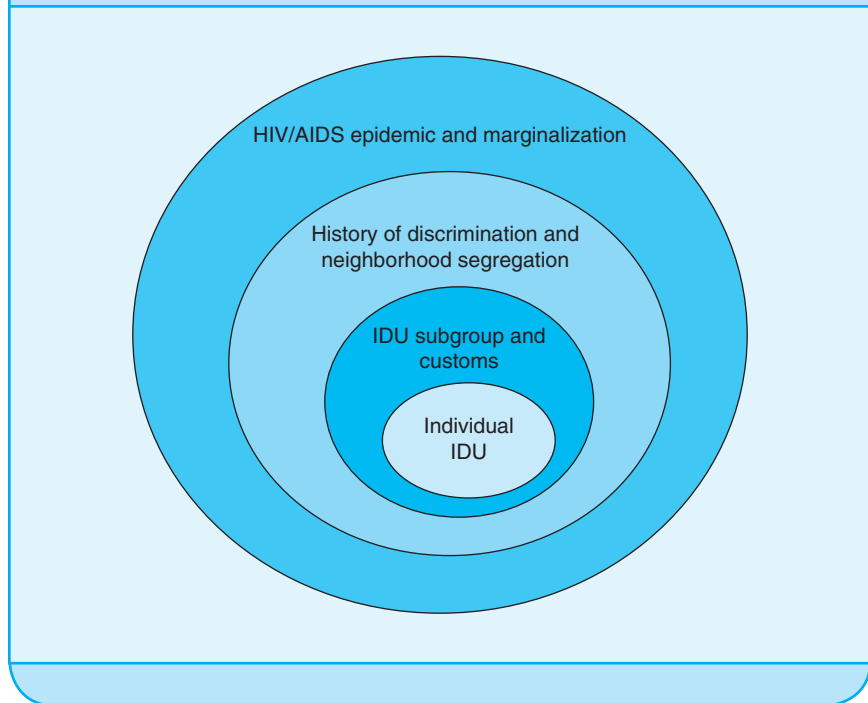 HIV/AIDS epidemic and marginalization
History of discrimination and
neighborhood segregation
IDU subgroup and
customs
Individual
IDU